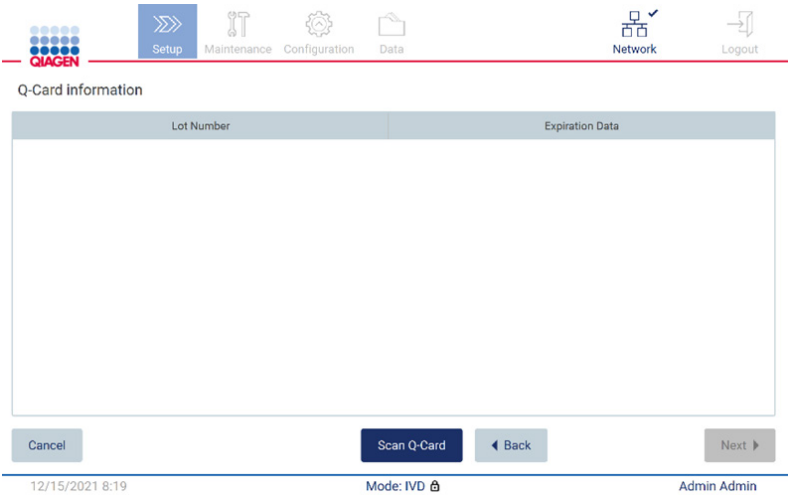 QIAGEN
Setup
Maintenance
Configuration
Data
Network
Logout
Q-Card information
Lot Number
Expiration Data
Cancel
Scan Q-Card
Back
Next
12/15/2021 8:19
Mode: IVD
Admin Admin